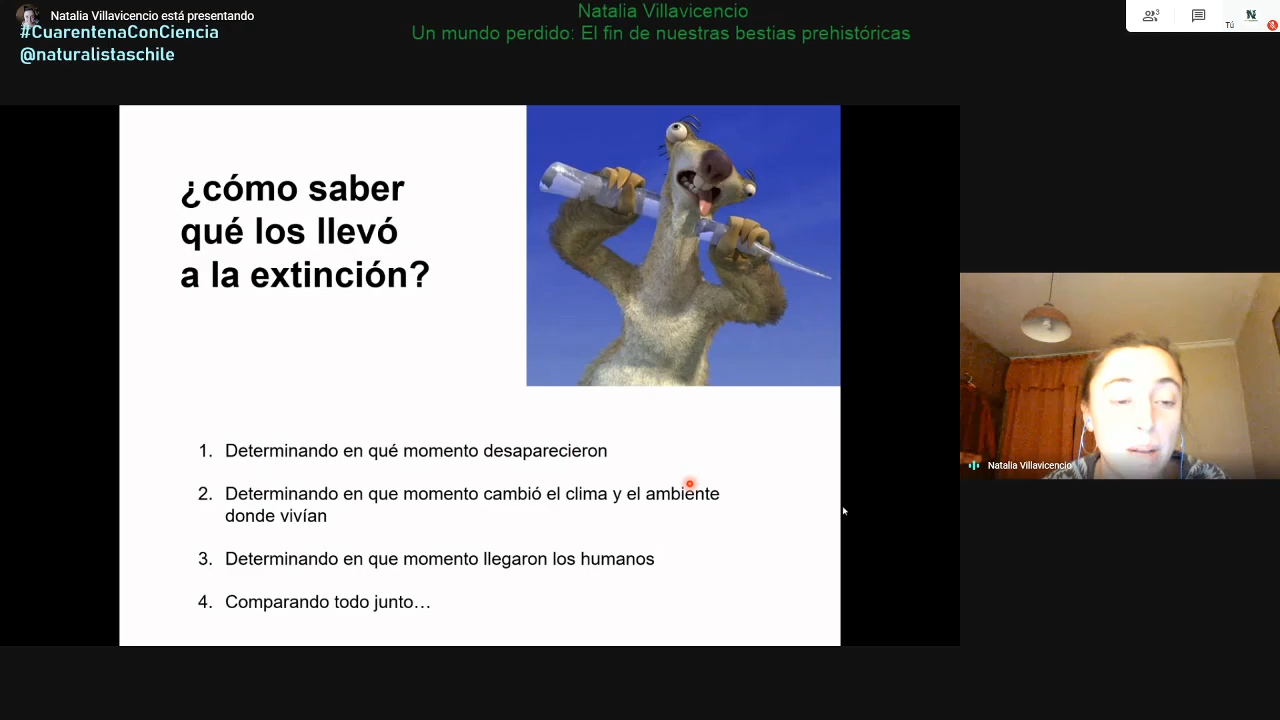 Natalia Villavicencio está presentando
#CuarentenaConCiencia
@naturalistaschile
Natalia Villavicencio
Un mundo perdido: El fin de nuestras bestias prehistóricas
3
Tú
N
¿cómo saber
qué los llevó
a la extinción?
1. Determinando en qué momento desaparecieron
2. Determinando en que momento cambió el clima y el ambiente
donde vivían
3. Determinando en que momento llegaron los humanos
4. Comparando todo junto…
Natalia Villavicencio